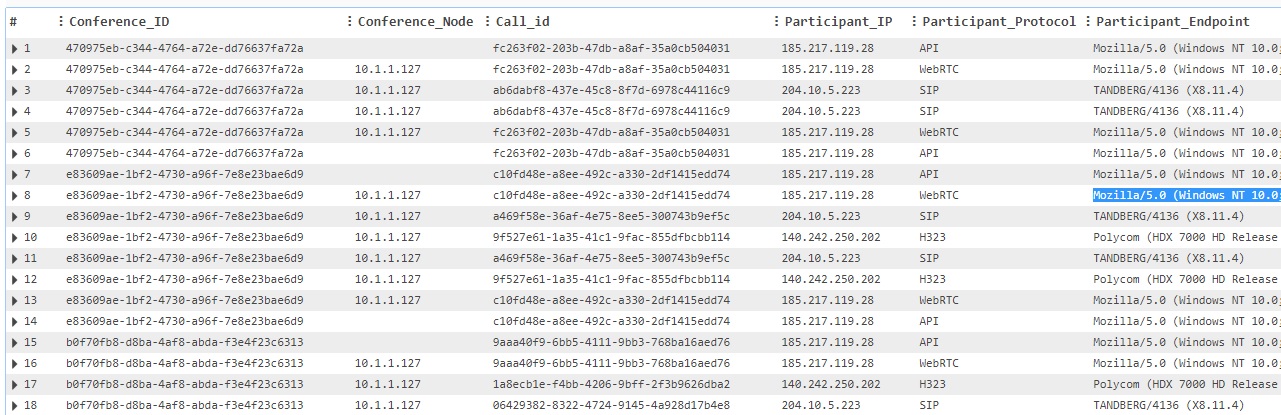 # Conference_ID Conference_Node Call_id Participant_IP Participant_Protocol Participant_Endpoint
1 470975eb-c344-4764-a72e-dd76637fa72a fc263f02-203b-47db-a8af-35a0cb504031 185.217.119.28 API Mozilla/5.0 (Windows NT 10.0;
2 470975eb-c344-4764-a72e-dd76637fa72a 10.1.1.127 fc263f02-203b-47db-a8af-35a0cb504031 185.217.119.28 WebRTC Mozilla/5.0 (Windows NT 10.0;
3 470975eb-c344-4764-a72e-dd76637fa72a 10.1.1.127 ab6dabf8-437e-45c8-8f7d-6978c44116c9 204.10.5.223 SIP TANDBERG/4136 (X8.11.4)
4 470975eb-c344-4764-a72e-dd76637fa72a 10.1.1.127 ab6dabf8-437e-45c8-8f7d-6978c44116c9 204.10.5.223 SIP TANDBERG/4136 (X8.11.4)
5 470975eb-c344-4764-a72e-dd76637fa72a 10.1.1.127 fc263f02-203b-47db-a8af-35a0cb504031 185.217.119.28 WebRTC Mozilla/5.0 (Windows NT 10.0;
6 470975eb-c344-4764-a72e-dd76637fa72a fc263f02-203b-47db-a8af-35a0cb504031 185.217.119.28 API Mozilla/5.0 (Windows NT 10.0;
7 e83609ae-1bf2-4730-a96f-7e8e23bae6d9 c10fd48e-a8ee-492c-a330-2df1415edd74 185.217.119.28 API Mozilla/5.0 (Windows NT 10.0;
8 e83609ae-1bf2-4730-a96f-7e8e23bae6d9 10.1.1.127 c10fd48e-a8ee-492c-a330-2df1415edd74 185.217.119.28 WebRTC Mozilla/5.0 (Windows NT 10.0;
9 e83609ae-1bf2-4730-a96f-7e8e23bae6d9 10.1.1.127 a469f58e-36af-4e75-8ee5-300743b9ef5c 204.10.5.223 SIP TANDBERG/4136 (X8.11.4)
10 e83609ae-1bf2-4730-a96f-7e8e23bae6d9 10.1.1.127 9f527e61-1a35-41c1-9fac-855dfbcbb114 140.242.250.202 H323 Polycom (HDX 7000 HD Release
11 e83609ae-1bf2-4730-a96f-7e8e23bae6d9 10.1.1.127 a469f58e-36af-4e75-8ee5-300743b9ef5c 204.10.5.223 SIP TANDBERG/4136 (X8.11.4)
12 e83609ae-1bf2-4730-a96f-7e8e23bae6d9 10.1.1.127 9f527e61-1a35-41c1-9fac-855dfbcbb114 140.242.250.202 H323 Polycom (HDX 7000 HD Release
13 e83609ae-1bf2-4730-a96f-7e8e23bae6d9 10.1.1.127 c10fd48e-a8ee-492c-a330-2df1415edd74 185.217.119.28 WebRTC Mozilla/5.0 (Windows NT 10.0;
14 e83609ae-1bf2-4730-a96f-7e8e23bae6d9 c10fd48e-a8ee-492c-a330-2df1415edd74 185.217.119.28 API Mozilla/5.0 (Windows NT 10.0;
15 b0f70fb8-d8ba-4af8-abda-f3e4f23c6313 9aaa40f9-6bb5-4111-9bb3-768ba16aed76 185.217.119.28 API Mozilla/5.0 (Windows NT 10.0;
16 b0f70fb8-d8ba-4af8-abda-f3e4f23c6313 10.1.1.127 9aaa40f9-6bb5-4111-9bb3-768ba16aed76 185.217.119.28 WebRTC Mozilla/5.0 (Windows NT 10.0;
17 b0f70fb8-d8ba-4af8-abda-f3e4f23c6313 10.1.1.127 1a8ecb1e-f4bb-4206-9bff-2f3b9626dba2 140.242.250.202 H323 Polycom (HDX 7000 HD Release
18 b0f70fb8-d8ba-4af8-abda-f3e4f23c6313 10.1.1.127 06429382-8322-4724-9145-4a928d17b4e8 204.10.5.223 SIP TANDBERG/4136 (X8.11.4)